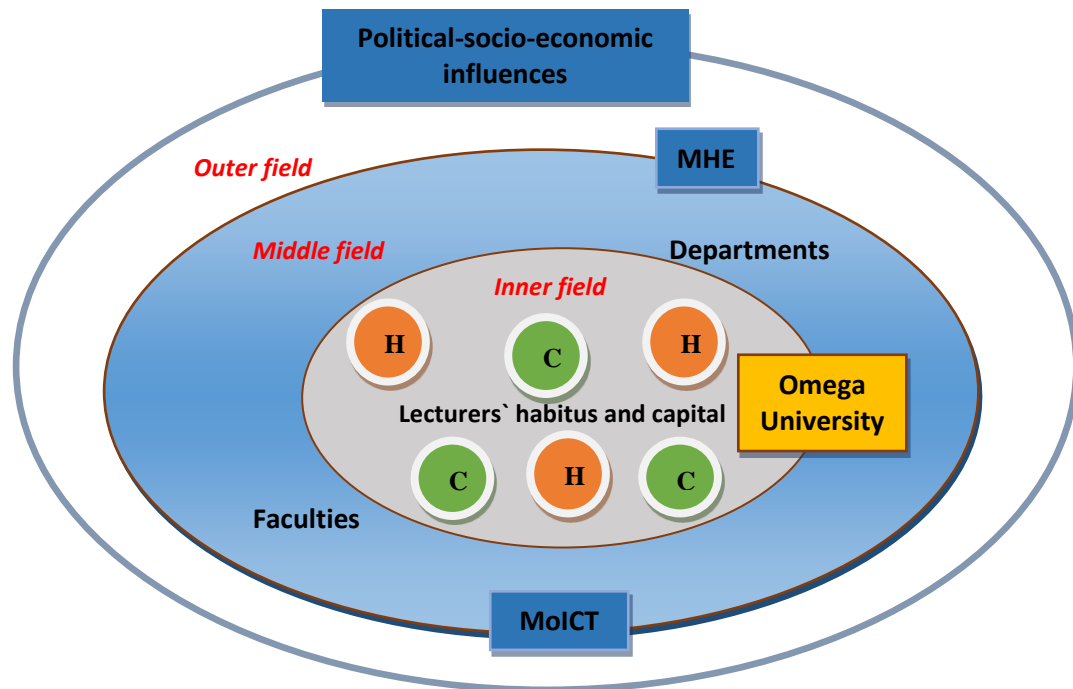 Political-socio-economic
influences
MHE
Outer field
Middle field
Departments
Inner field
H
C
H
Omega
University
Lecturers` habitus and capital
C
H
C
Faculties
MoICT